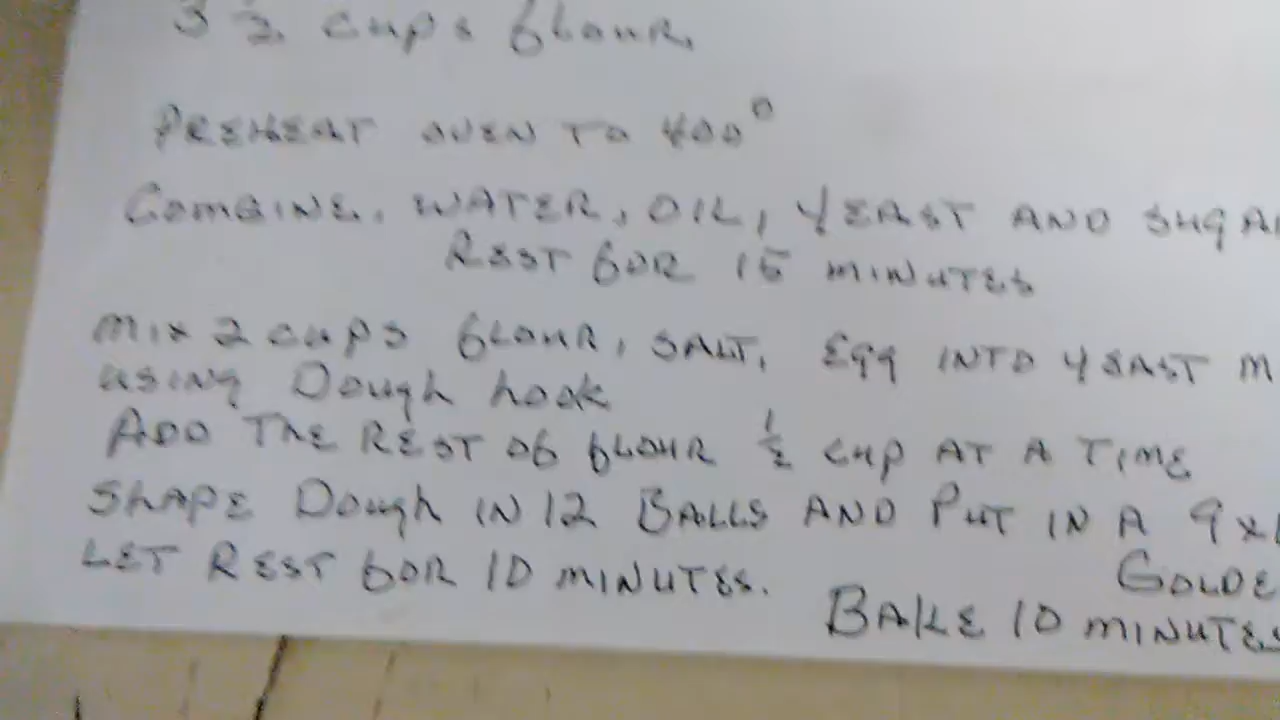 3 ½ cups flour
PREHEAT OVEN TO 400°
COMBINE, WATER, OIL, YEAST AND
REST FOR 15 MINUTES
MIX 2 cups flour, SALT, Egg INTO YEAST
USING Dough hook
ADD THE REST OF flour ½ cup AT A TIME
SHAPE Dough IN 12 BALLS AND PUT IN A
LET REST FOR 10 MINUTES.
BAKE 10 MINUTES